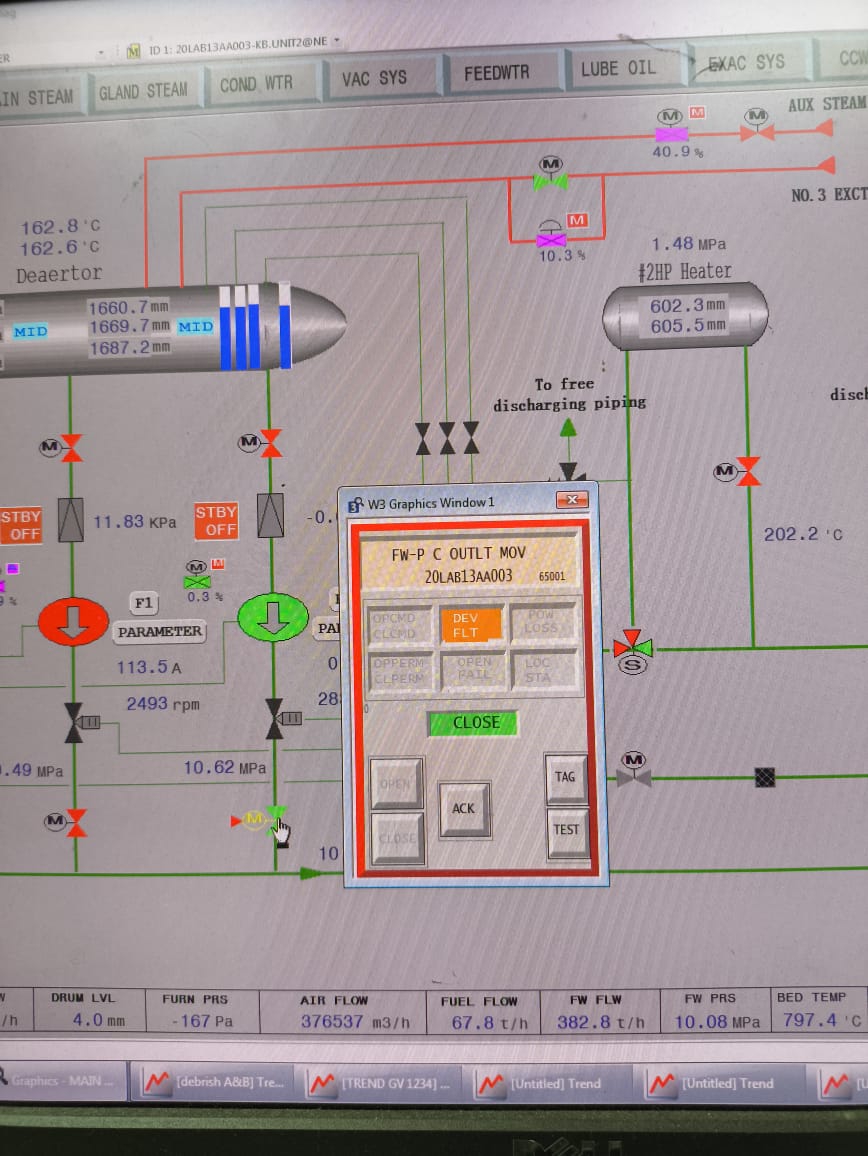 ID 1: 20LAB13AA003-KB.UNIT2@NE
IN STEAM
GLAND STEAM
COND WTR
VAC SYS
FEEDWTR
LUBE OIL
EXAC SYS
CCW
AUX STEAM
M
M
M
40.9 %
M
NO.3 EXCT
M
10.3 %
162.8 °C
162.6 °C
Deaertor
1.48 MPa
#2HP Heater
1660.7 mm
MID
1669.7 mm
MID
1687.2 mm
602.3 mm
605.5 mm
To free
discharging piping
disch
M
M
M
STBY
OFF
11.83 KPa
STBY
OFF
-0.
202.2 °C
M
M
0.3 %
F1
PARAMETER
PA
113.5 A
0
2493 rpm
28
.49 MPa
10.62 MPa
M
M
10
S
M
W3 Graphics Window 1
FW-P C OUTLT MOV
20LAB13AA003
65001
OPCMD
CLCMD
DEV
FLT
POW
LOSS
OPPERM
CLPERM
OPEN
FAIL
LOC
STA
0
CLOSE
OPEN
ACK
TAG
CLOSE
TEST
/h
DRUM LVL
4.0 mm
FURN PRS
-167 Pa
AIR FLOW
376537 m3/h
FUEL FLOW
67.8 t/h
FW FLW
382.8 t/h
FW PRS
10.08 MPa
BED TEMP
797.4 °C
Graphics - MAIN ...
[debrish A&B] Tre...
[TREND GV 1234] ...
[Untitled] Trend
[Untitled] Trend